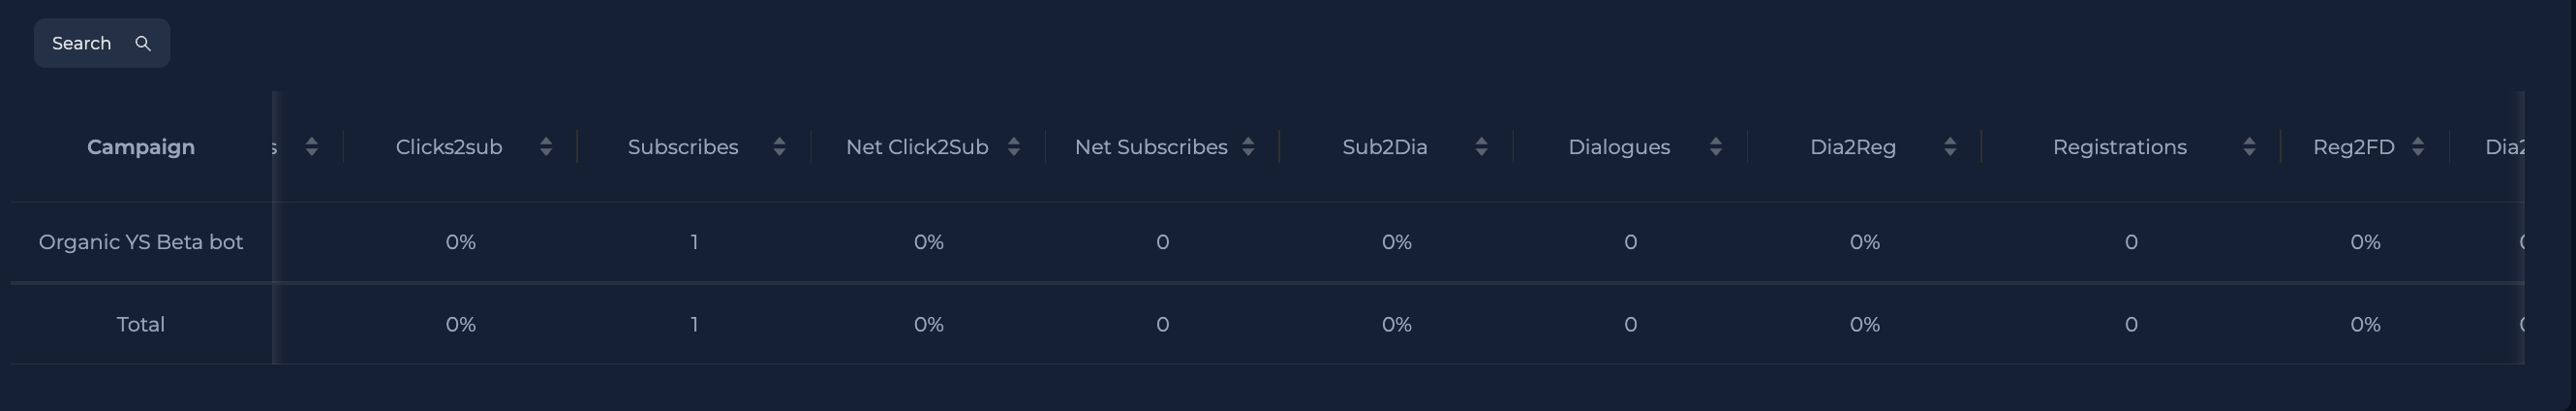 Search
Campaign s Clicks2sub Subscribes Net Click2Sub Net Subscribes Sub2Dia Dialogues Dia2Reg Registrations Reg2FD Dia2
Organic YS Beta bot 0% 1 0% 0 0% 0 0% 0 0%
Total 0% 1 0% 0 0% 0 0% 0 0%